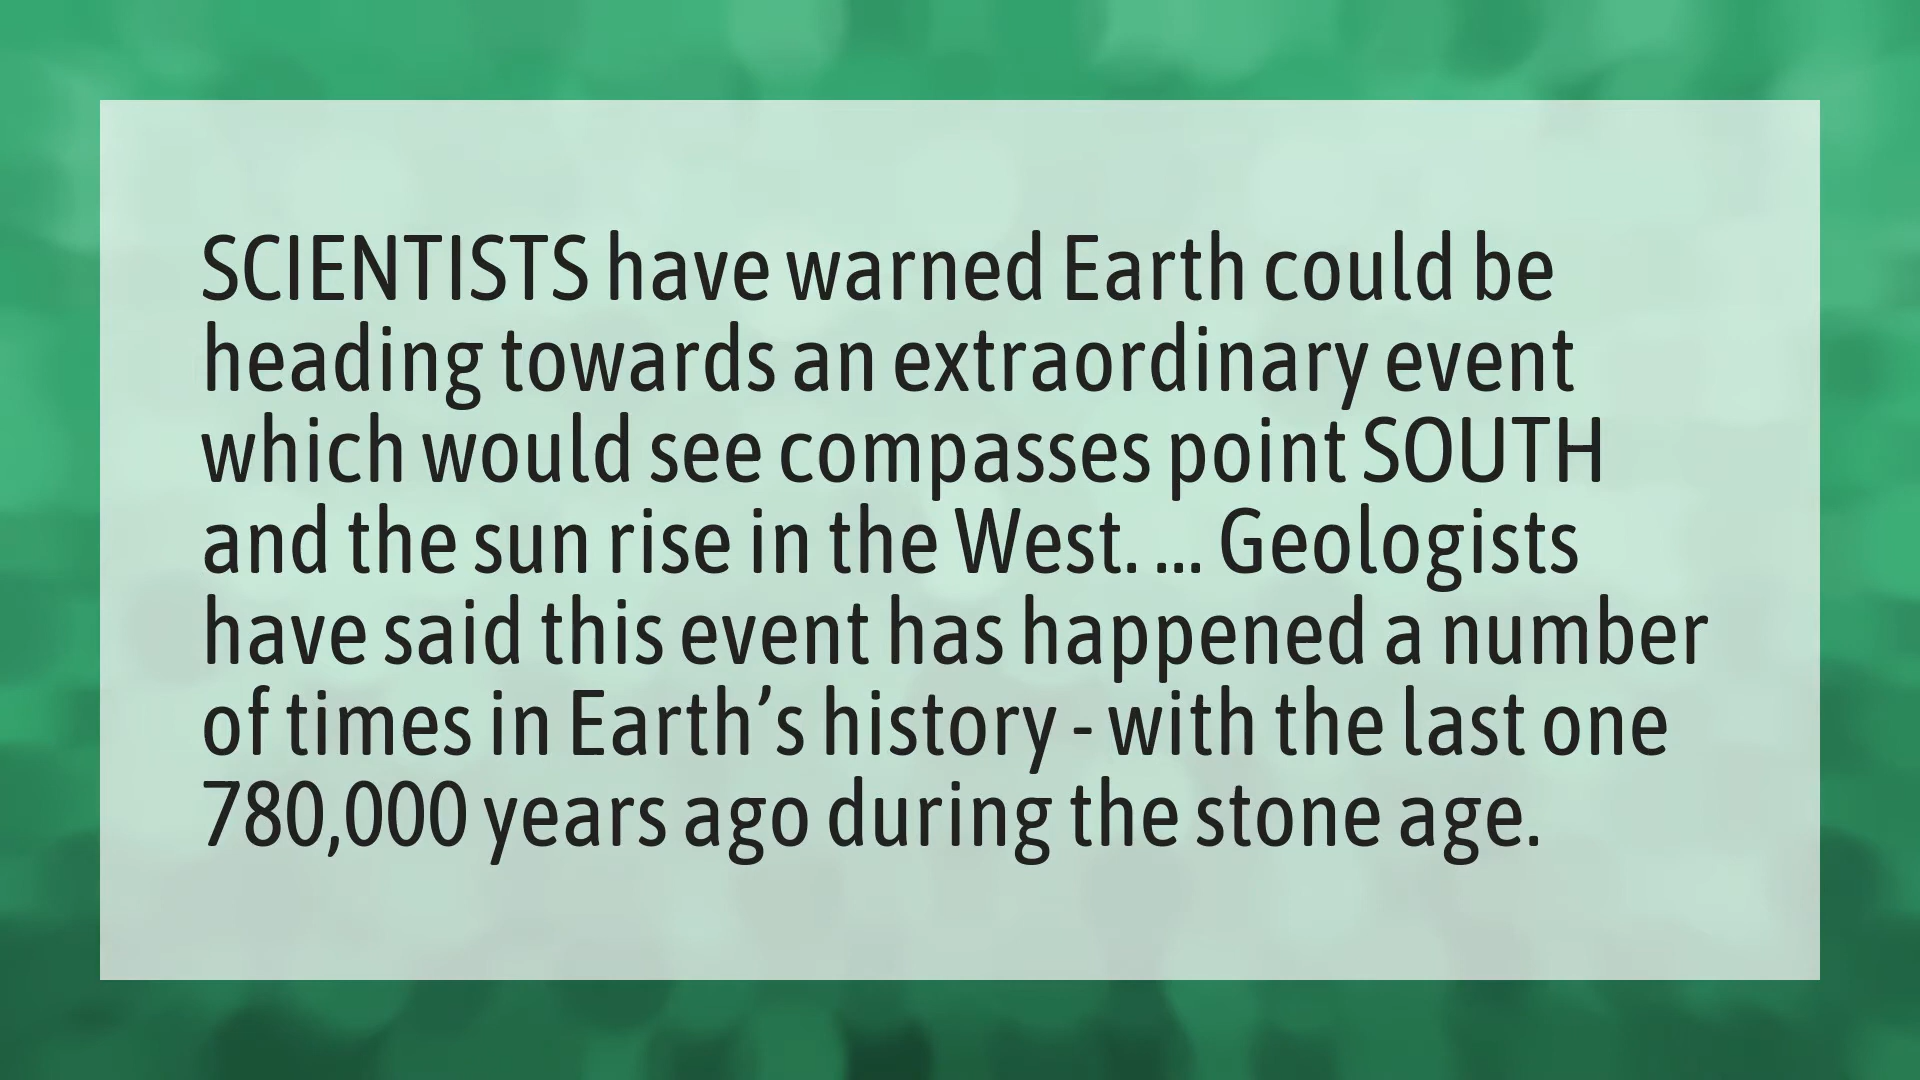 SCIENTISTS have warned Earth could be
heading towards an extraordinary event
which would see compasses point SOUTH
and the sun rise in the West. ... Geologists
have said this event has happened a number
of times in Earth’s history - with the last one
780,000 years ago during the stone age.